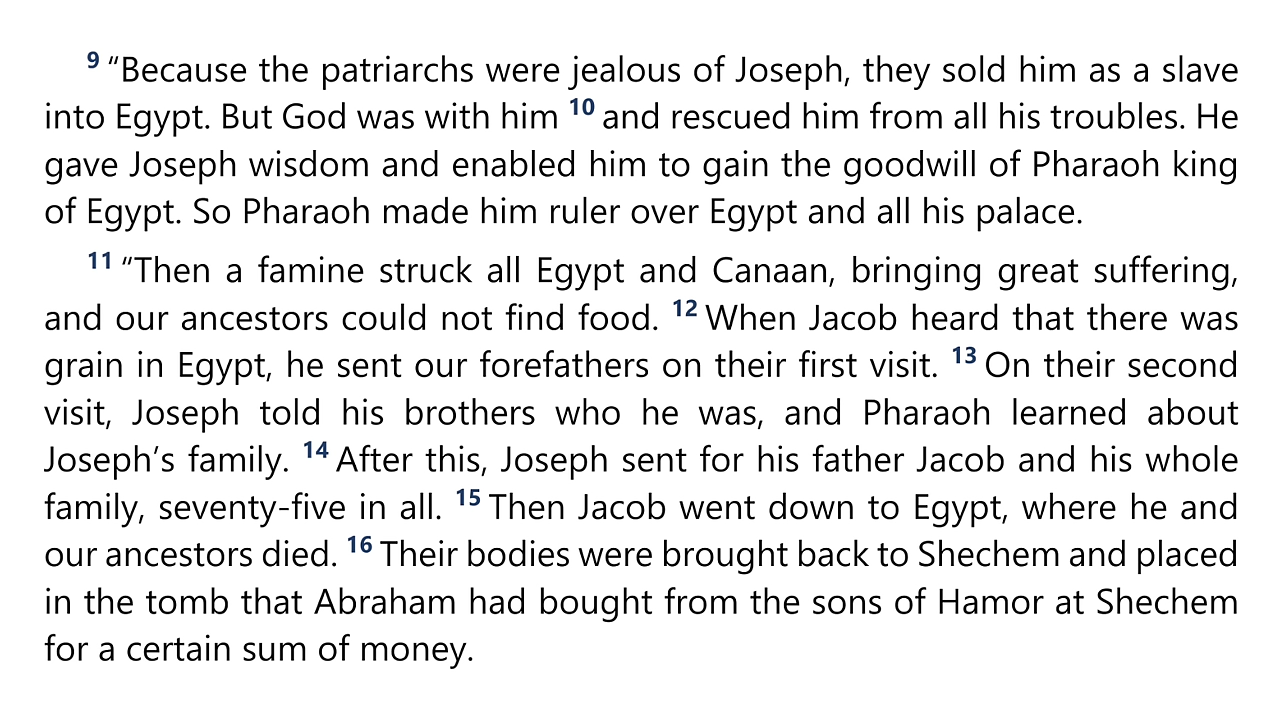 9 “Because the patriarchs were jealous of Joseph, they sold him as a slave
into Egypt. But God was with him 10 and rescued him from all his troubles. He
gave Joseph wisdom and enabled him to gain the goodwill of Pharaoh king
of Egypt. So Pharaoh made him ruler over Egypt and all his palace.
11 “Then a famine struck all Egypt and Canaan, bringing great suffering,
and our ancestors could not find food. 12 When Jacob heard that there was
grain in Egypt, he sent our forefathers on their first visit. 13 On their second
visit, Joseph told his brothers who he was, and Pharaoh learned about
Joseph’s family. 14 After this, Joseph sent for his father Jacob and his whole
family, seventy-five in all. 15 Then Jacob went down to Egypt, where he and
our ancestors died. 16 Their bodies were brought back to Shechem and placed
in the tomb that Abraham had bought from the sons of Hamor at Shechem
for a certain sum of money.